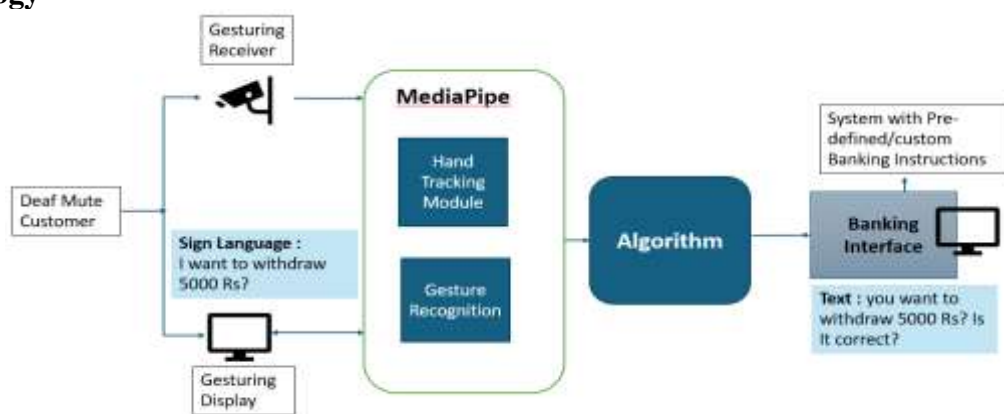 ogy
Gesturing
Receiver
MediaPipe
Hand
Tracking
Module
Gesture
Recognition
Deaf Mute
Customer
Sign Language :
I want to withdraw
5000 Rs?
Gesturing
Display
Algorithm
System with Pre-
defined/custom
Banking Instructions
Banking
Interface
Text : you want to
withdraw 5000 Rs? Is
It correct?